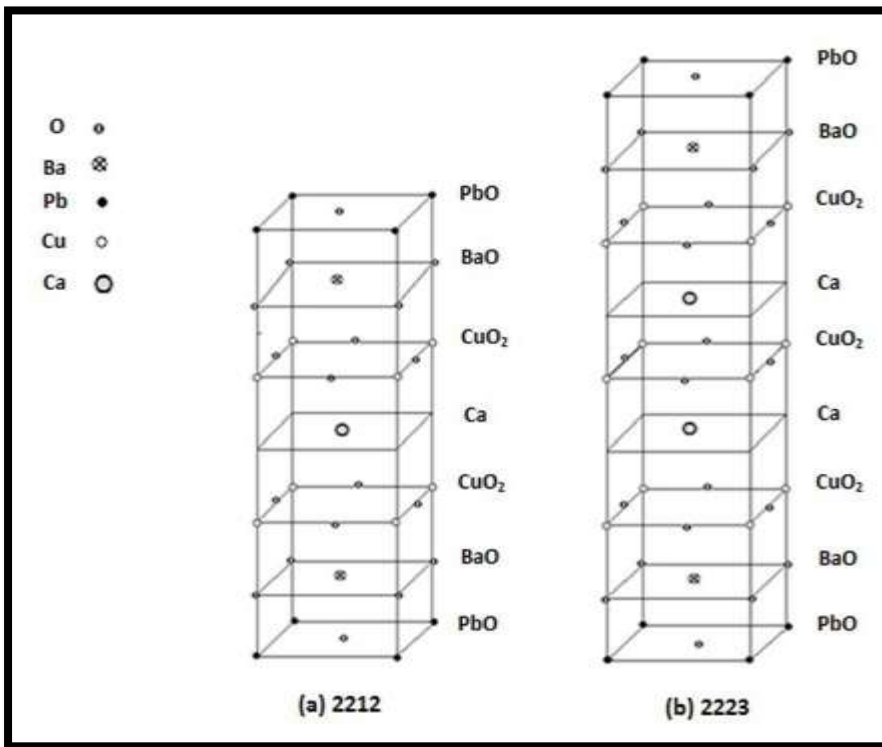 O
Ba
Pb
Cu
Ca
PbO
BaO
CuO₂
Ca
CuO₂
BaO
PbO
(a) 2212
PbO
BaO
CuO₂
Ca
CuO₂
Ca
CuO₂
BaO
PbO
(b) 2223